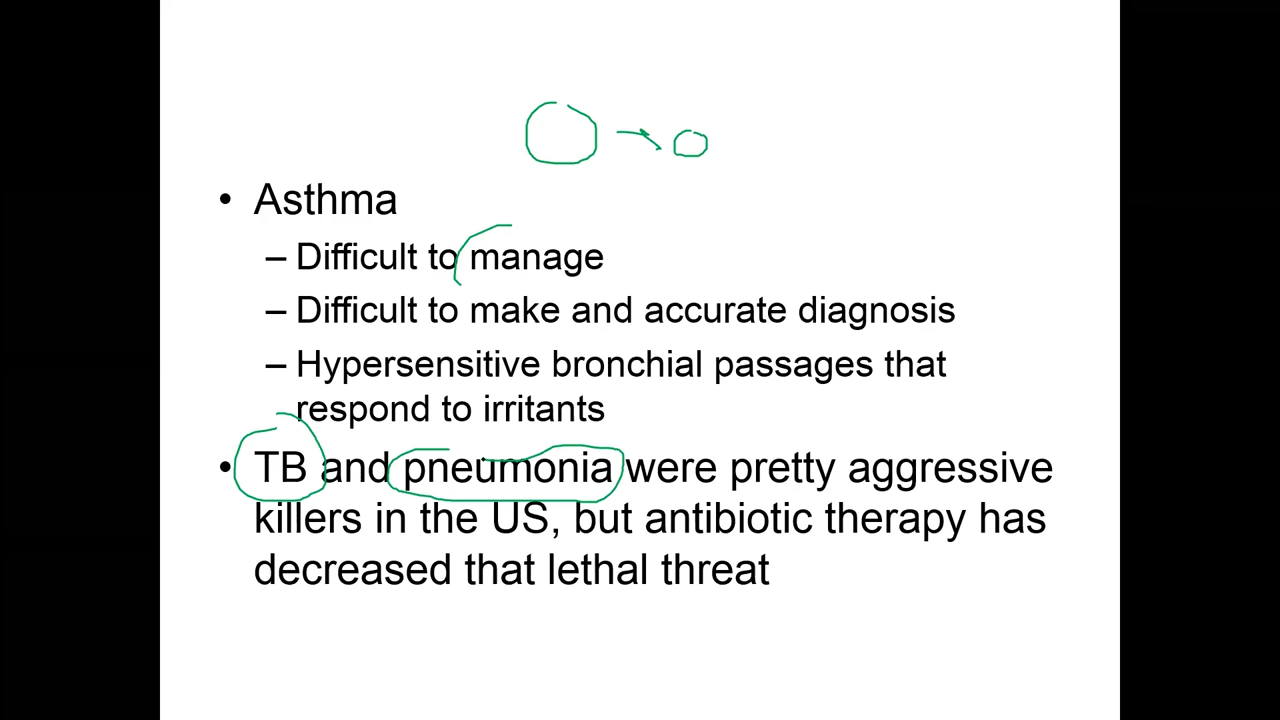 • Asthma
– Difficult to manage
– Difficult to make and accurate diagnosis
– Hypersensitive bronchial passages that
respond to irritants
• TB and pneumonia were pretty aggressive
killers in the US, but antibiotic therapy has
decreased that lethal threat